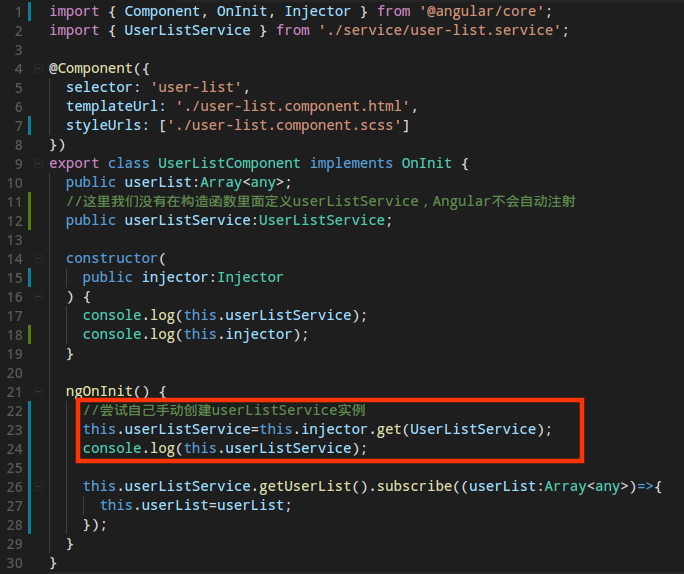 1 import { Component, OnInit, Injector } from '@angular/core';
2 import { UserListService } from './service/user-list.service';
3
4 @Component({
5   selector: 'user-list',
6   templateUrl: './user-list.component.html',
7   styleUrls: ['./user-list.component.scss']
8 })
9 export class UserListComponent implements OnInit {
10   public userList:Array<any>;
11   //这里我们没有在构造函数里面定义userListService，Angular不会自动注射
12   public userListService:UserListService;
13
14   constructor(
15     public injector:Injector
16   ) {
17     console.log(this.userListService);
18     console.log(this.injector);
19   }
20
21   ngOnInit() {
22     //尝试自己手动创建userListService实例
23     this.userListService=this.injector.get(UserListService);
24     console.log(this.userListService);
25
26     this.userListService.getUserList().subscribe((userList:Array<any>)=>{
27       this.userList=userList;
28     });
29   }
30 }